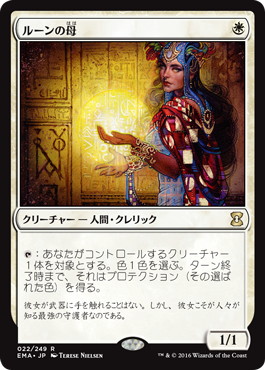 ルーンの母
はは
クリーチャー ― 人間・クレリック
：あなたがコントロールするクリーチャー
１体を対象とする。色１色を選ぶ。ターン終
了時まで、それはプロテクション（その選ば
れた色）を得る。
彼女が武器に手を触れることはない。しかし、彼女こそが人々が
知る最強の守護者なのである。
1/1
022/249 R
EMA • JP TERESE NIELSEN
™ & © 2016 Wizards of the Coast